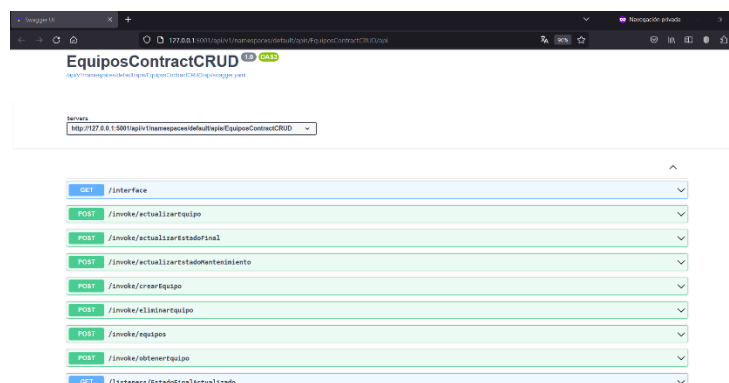 Swagger UI
Navegación privada
127.0.0.1:5001/api/v1/namespaces/default/apis/EquiposContractCRUD/api
90%
EquiposContractCRUD 1.0 OAS3
/api/v1/namespaces/default/apis/EquiposContractCRUD/api/swagger.yaml
Servers
http://127.0.0.1:5001/api/v1/namespaces/default/apis/EquiposContractCRUD
GET /interface
POST /invoke/actualizarEquipo
POST /invoke/actualizarEstadoFinal
POST /invoke/actualizarEstadoMantenimiento
POST /invoke/crearEquipo
POST /invoke/eliminarEquipo
POST /invoke/equipos
POST /invoke/obtenerEquipo
GET /listeners/EstadoFinalActualizado